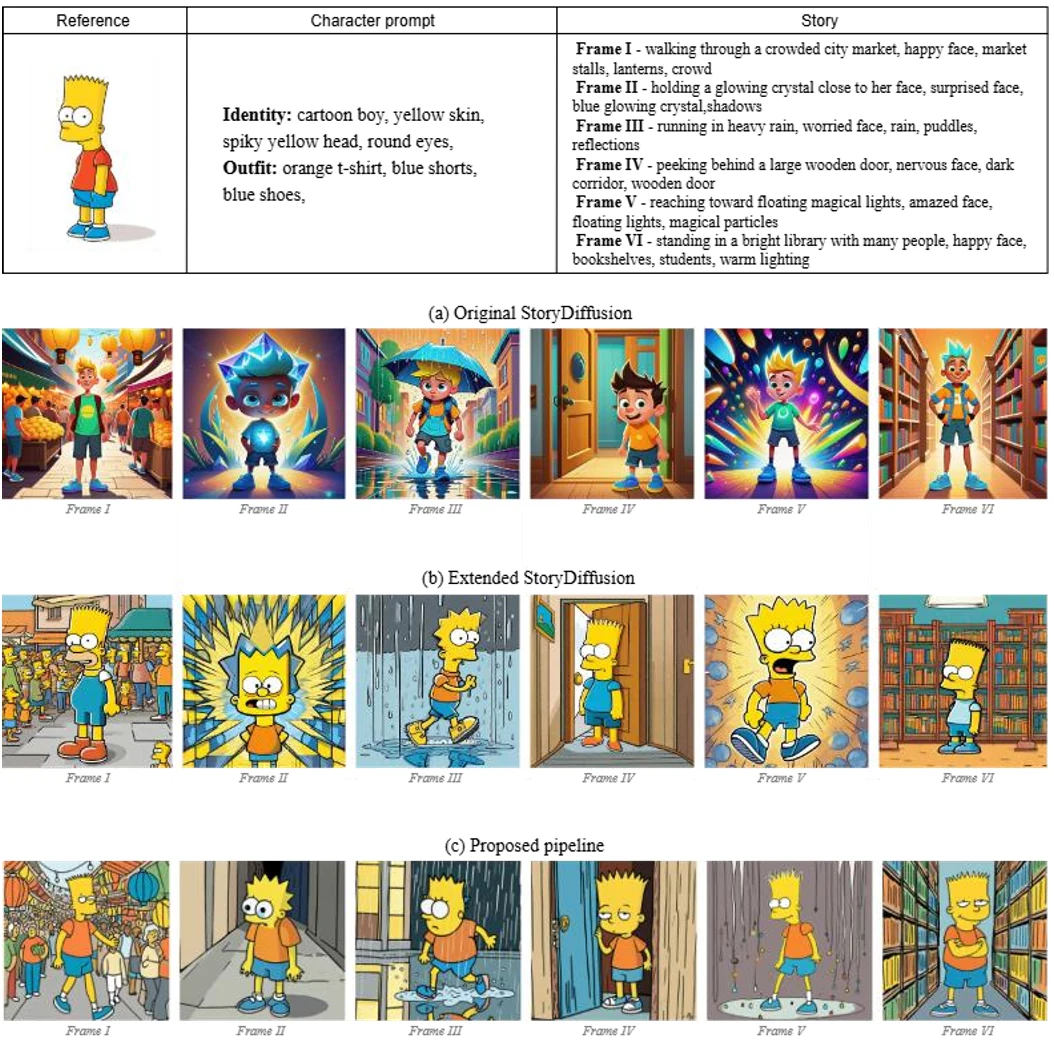 Reference
Character prompt
Story
Identity: cartoon boy, yellow skin,
spiky yellow head, round eyes,
Outfit: orange t-shirt, blue shorts,
blue shoes,
Frame I - walking through a crowded city market, happy face, market
stalls, lanterns, crowd
Frame II - holding a glowing crystal close to her face, surprised face,
blue glowing crystal,shadows
Frame III - running in heavy rain, worried face, rain, puddles,
reflections
Frame IV - peeking behind a large wooden door, nervous face, dark
corridor, wooden door
Frame V - reaching toward floating magical lights, amazed face,
floating lights, magical particles
Frame VI - standing in a bright library with many people, happy face,
bookshelves, students, warm lighting
(a) Original StoryDiffusion
Frame I
Frame II
Frame III
Frame IV
Frame V
Frame VI
(b) Extended StoryDiffusion
Frame I
Frame II
Frame III
Frame IV
Frame V
Frame VI
(c) Proposed pipeline
Frame I
Frame II
Frame III
Frame IV
Frame V
Frame VI